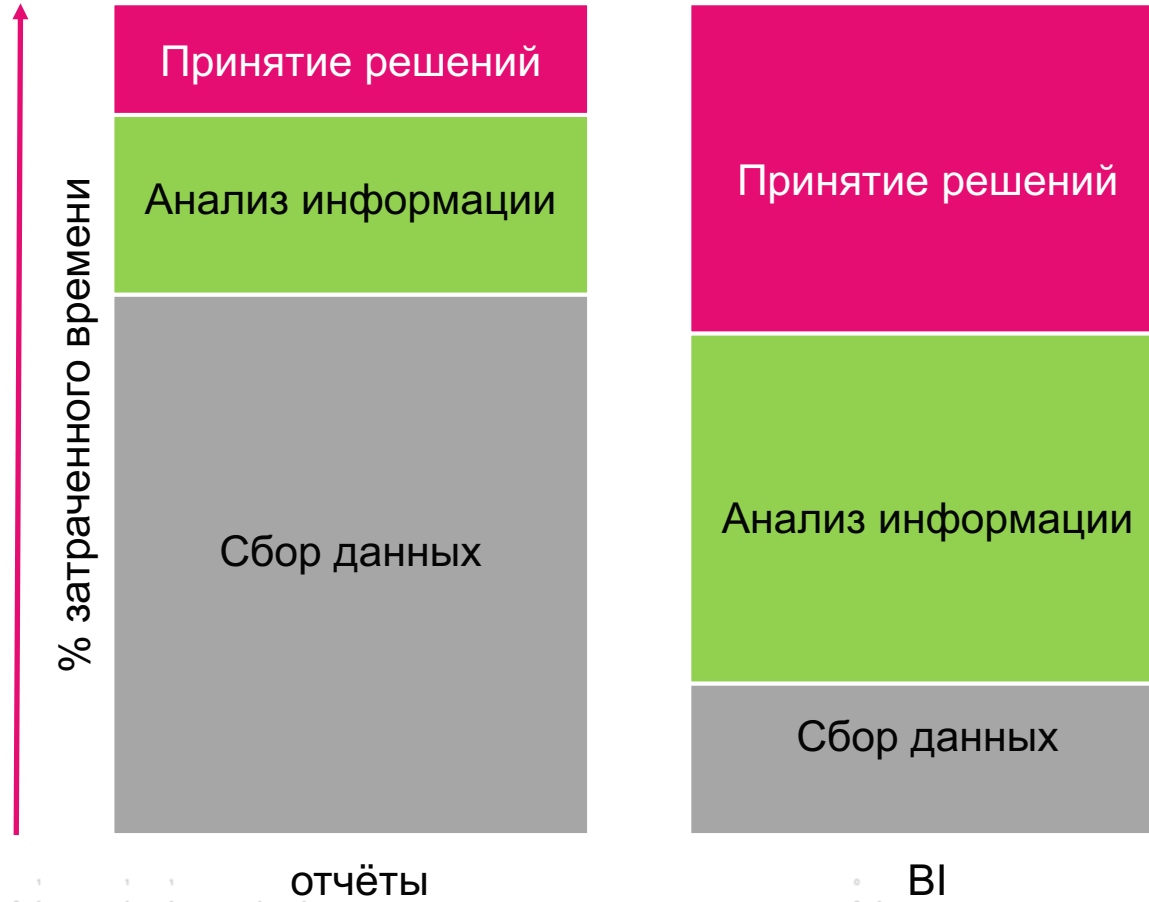 % затраченного времени
Принятие решений
Анализ информации
Сбор данных
отчёты
Принятие решений
Анализ информации
Сбор данных
BI